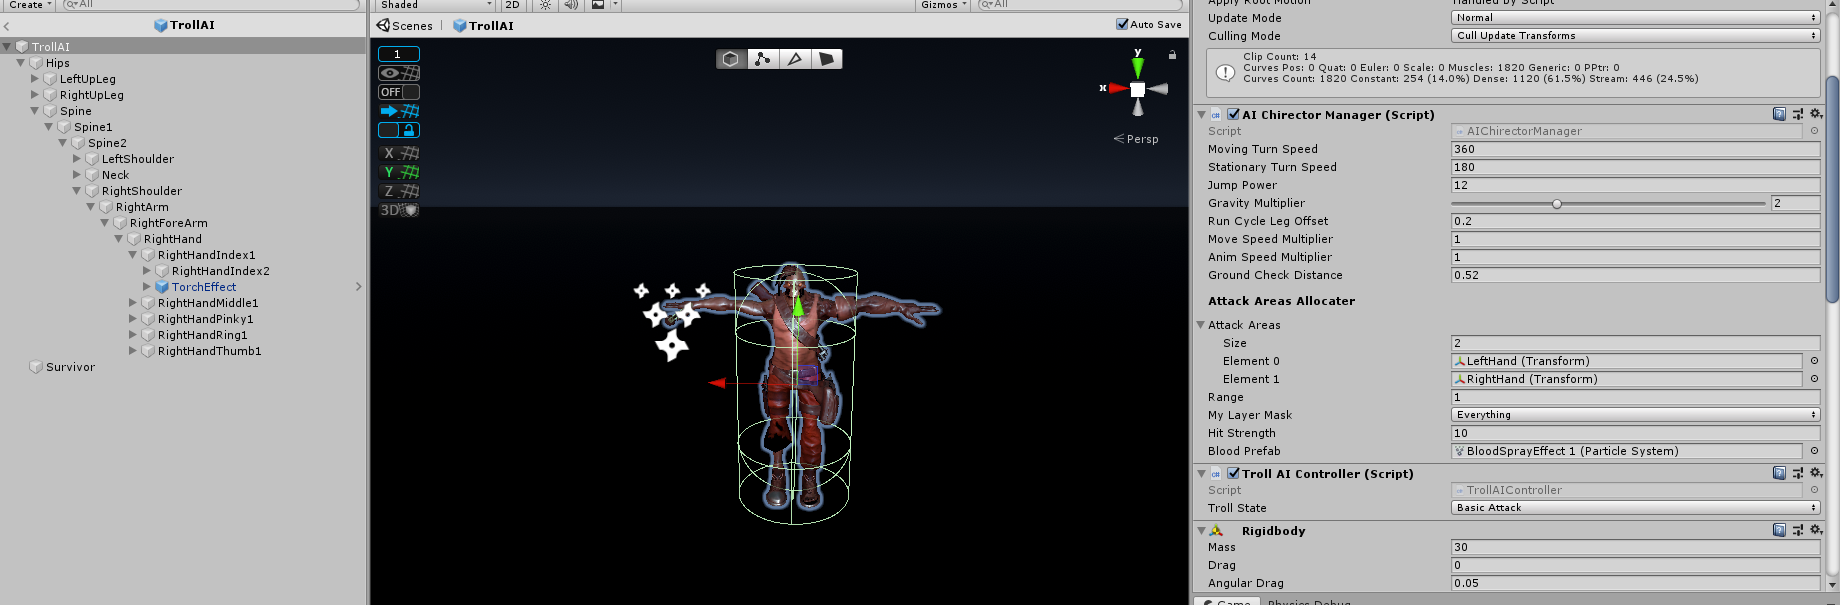 Create
All
TrollAI
TrollAI
Hips
LeftUpLeg
RightUpLeg
Spine
Spine1
Spine2
LeftShoulder
Neck
RightShoulder
RightArm
RightForeArm
RightHand
RightHandIndex1
RightHandIndex2
TorchEffect
RightHandMiddle1
RightHandPinky1
RightHandRing1
RightHandThumb1
Survivor
Shaded
2D
Gizmos
All
Scenes
TrollAI
Auto Save
1
OFF
X
Y
Z
3D
y
x
Persp
Apply Root Motion Handled by Script
Update Mode Normal
Culling Mode Cull Update Transforms
Clip Count: 14
Curves Pos: 0 Quat: 0 Euler: 0 Scale: 0 Muscles: 1820 Generic: 0 PPtr: 0
Curves Count: 1820 Constant: 254 (14.0%) Dense: 1120 (61.5%) Stream: 446 (24.5%)
AI Chirector Manager (Script)
Script AIChirectorManager
Moving Turn Speed 360
Stationary Turn Speed 180
Jump Power 12
Gravity Multiplier 2
Run Cycle Leg Offset 0.2
Move Speed Multiplier 1
Anim Speed Multiplier 1
Ground Check Distance 0.52
Attack Areas Allocater
Attack Areas
Size 2
Element 0 LeftHand (Transform)
Element 1 RightHand (Transform)
Range 1
My Layer Mask Everything
Hit Strength 10
Blood Prefab BloodSprayEffect 1 (Particle System)
Troll AI Controller (Script)
Script TrollAIController
Troll State Basic Attack
Rigidbody
Mass 30
Drag 0
Angular Drag 0.05
Game Physics Debug